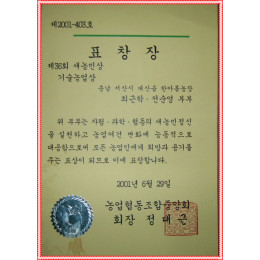 제2001-403호
표 창 장
제36회 새농민상
기술농업상
충남 서산시 대산읍 한아름농장
최근학 · 전순영 부부
위 부부는 자립 · 과학 · 협동의 새농민정신
을 실천하고 농업여건 변화에 능동적으로
대응함으로써 모든 농업인에게 희망과 용기를
주는 표상이 되므로 이에 표창합니다.
2001년 6월 29일
농업협동조합중앙회
회장 정대근